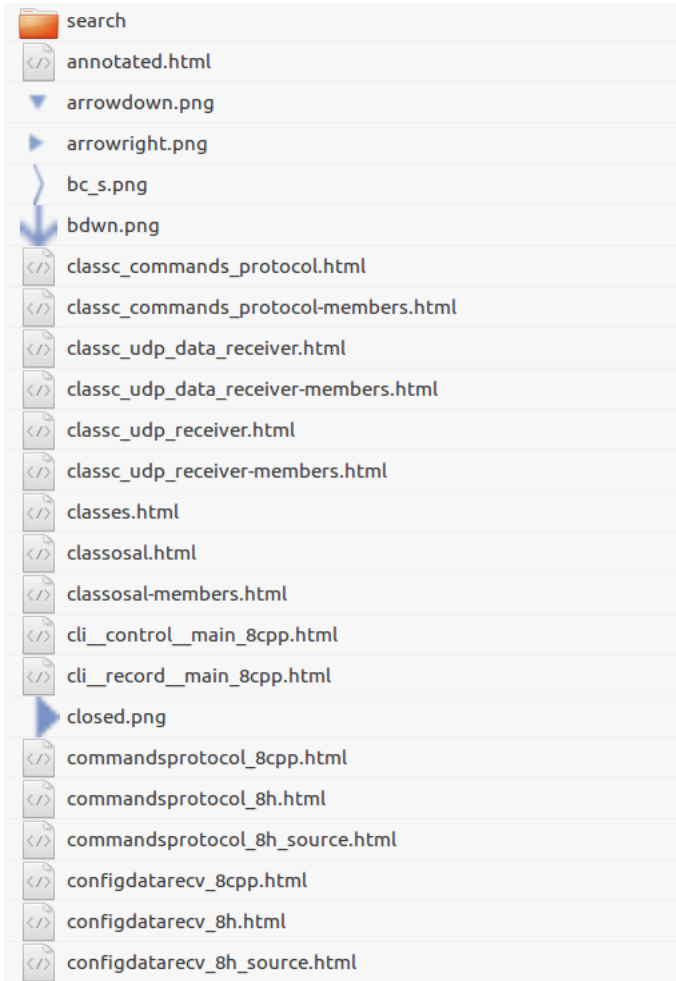 search
annotated.html
arrowdown.png
arrowright.png
bc_s.png
bdwn.png
classc_commands_protocol.html
classc_commands_protocol-members.html
classc_udp_data_receiver.html
classc_udp_data_receiver-members.html
classc_udp_receiver.html
classc_udp_receiver-members.html
classes.html
classosal.html
classosal-members.html
cli__control__main_8cpp.html
cli__record__main_8cpp.html
closed.png
commandsprotocol_8cpp.html
commandsprotocol_8h.html
commandsprotocol_8h_source.html
configdatarecv_8cpp.html
configdatarecv_8h.html
configdatarecv_8h_source.html